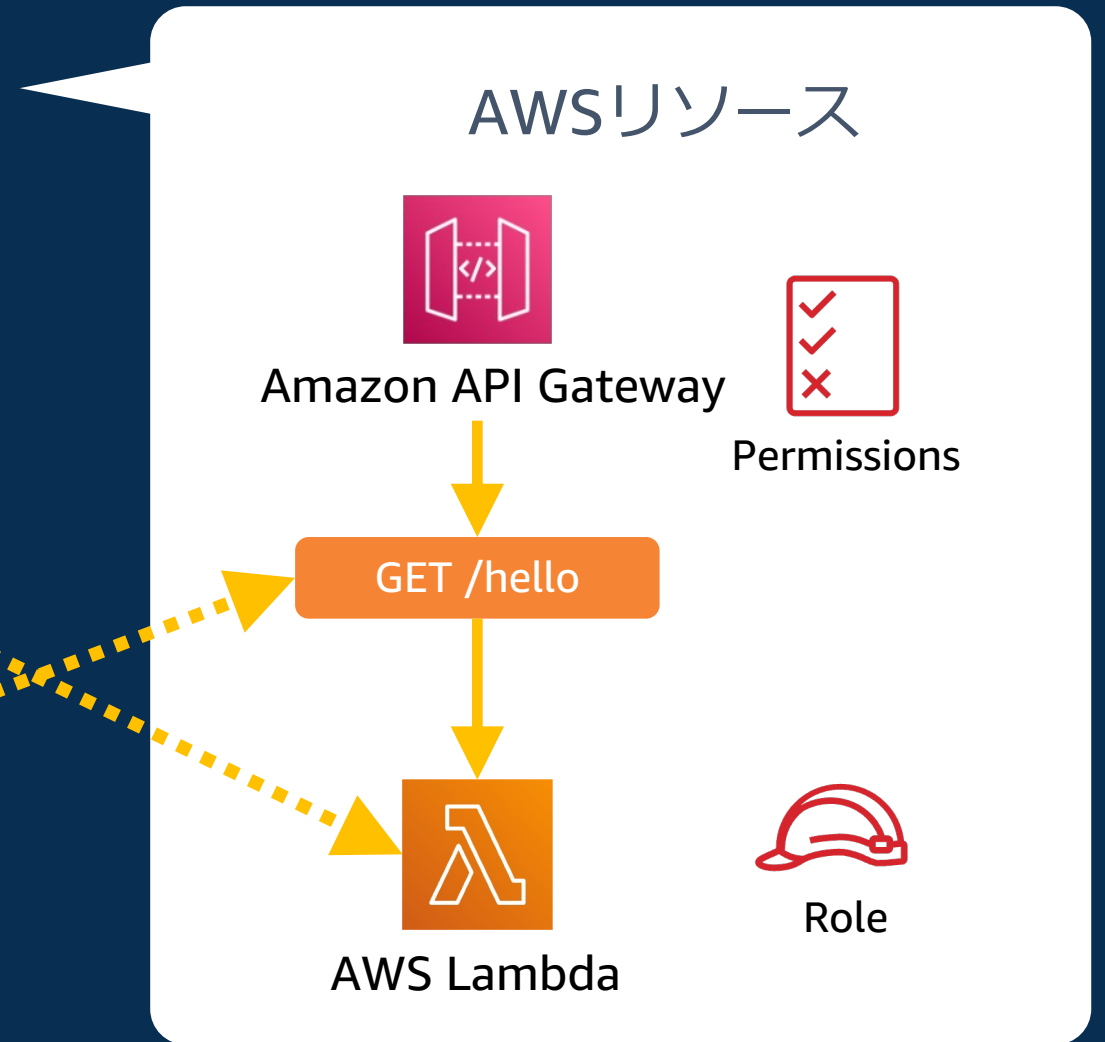 AWSリソース
Amazon API Gateway
Permissions
GET /hello
AWS Lambda
Role